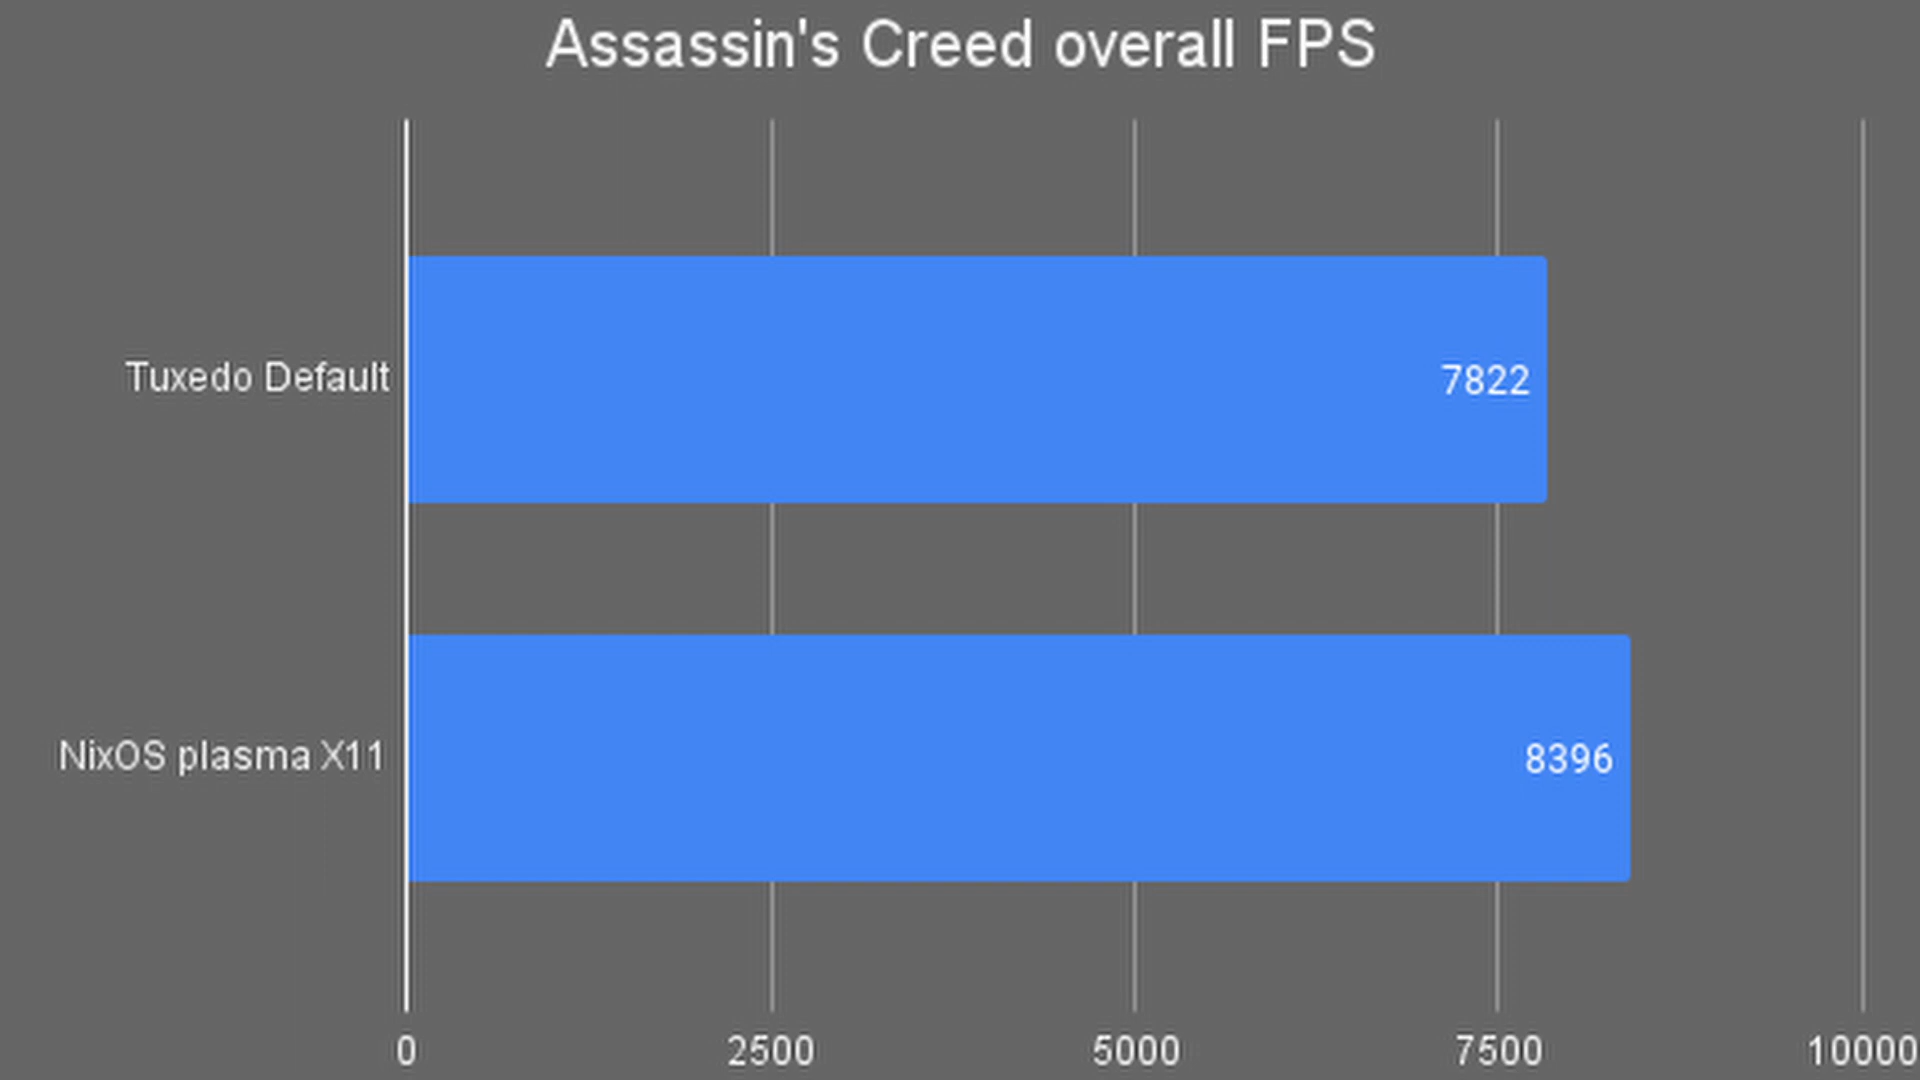 Assassin's Creed overall FPS
Tuxedo Default
7822
NixOS plasma X11
8396
0
2500
5000
7500
10000